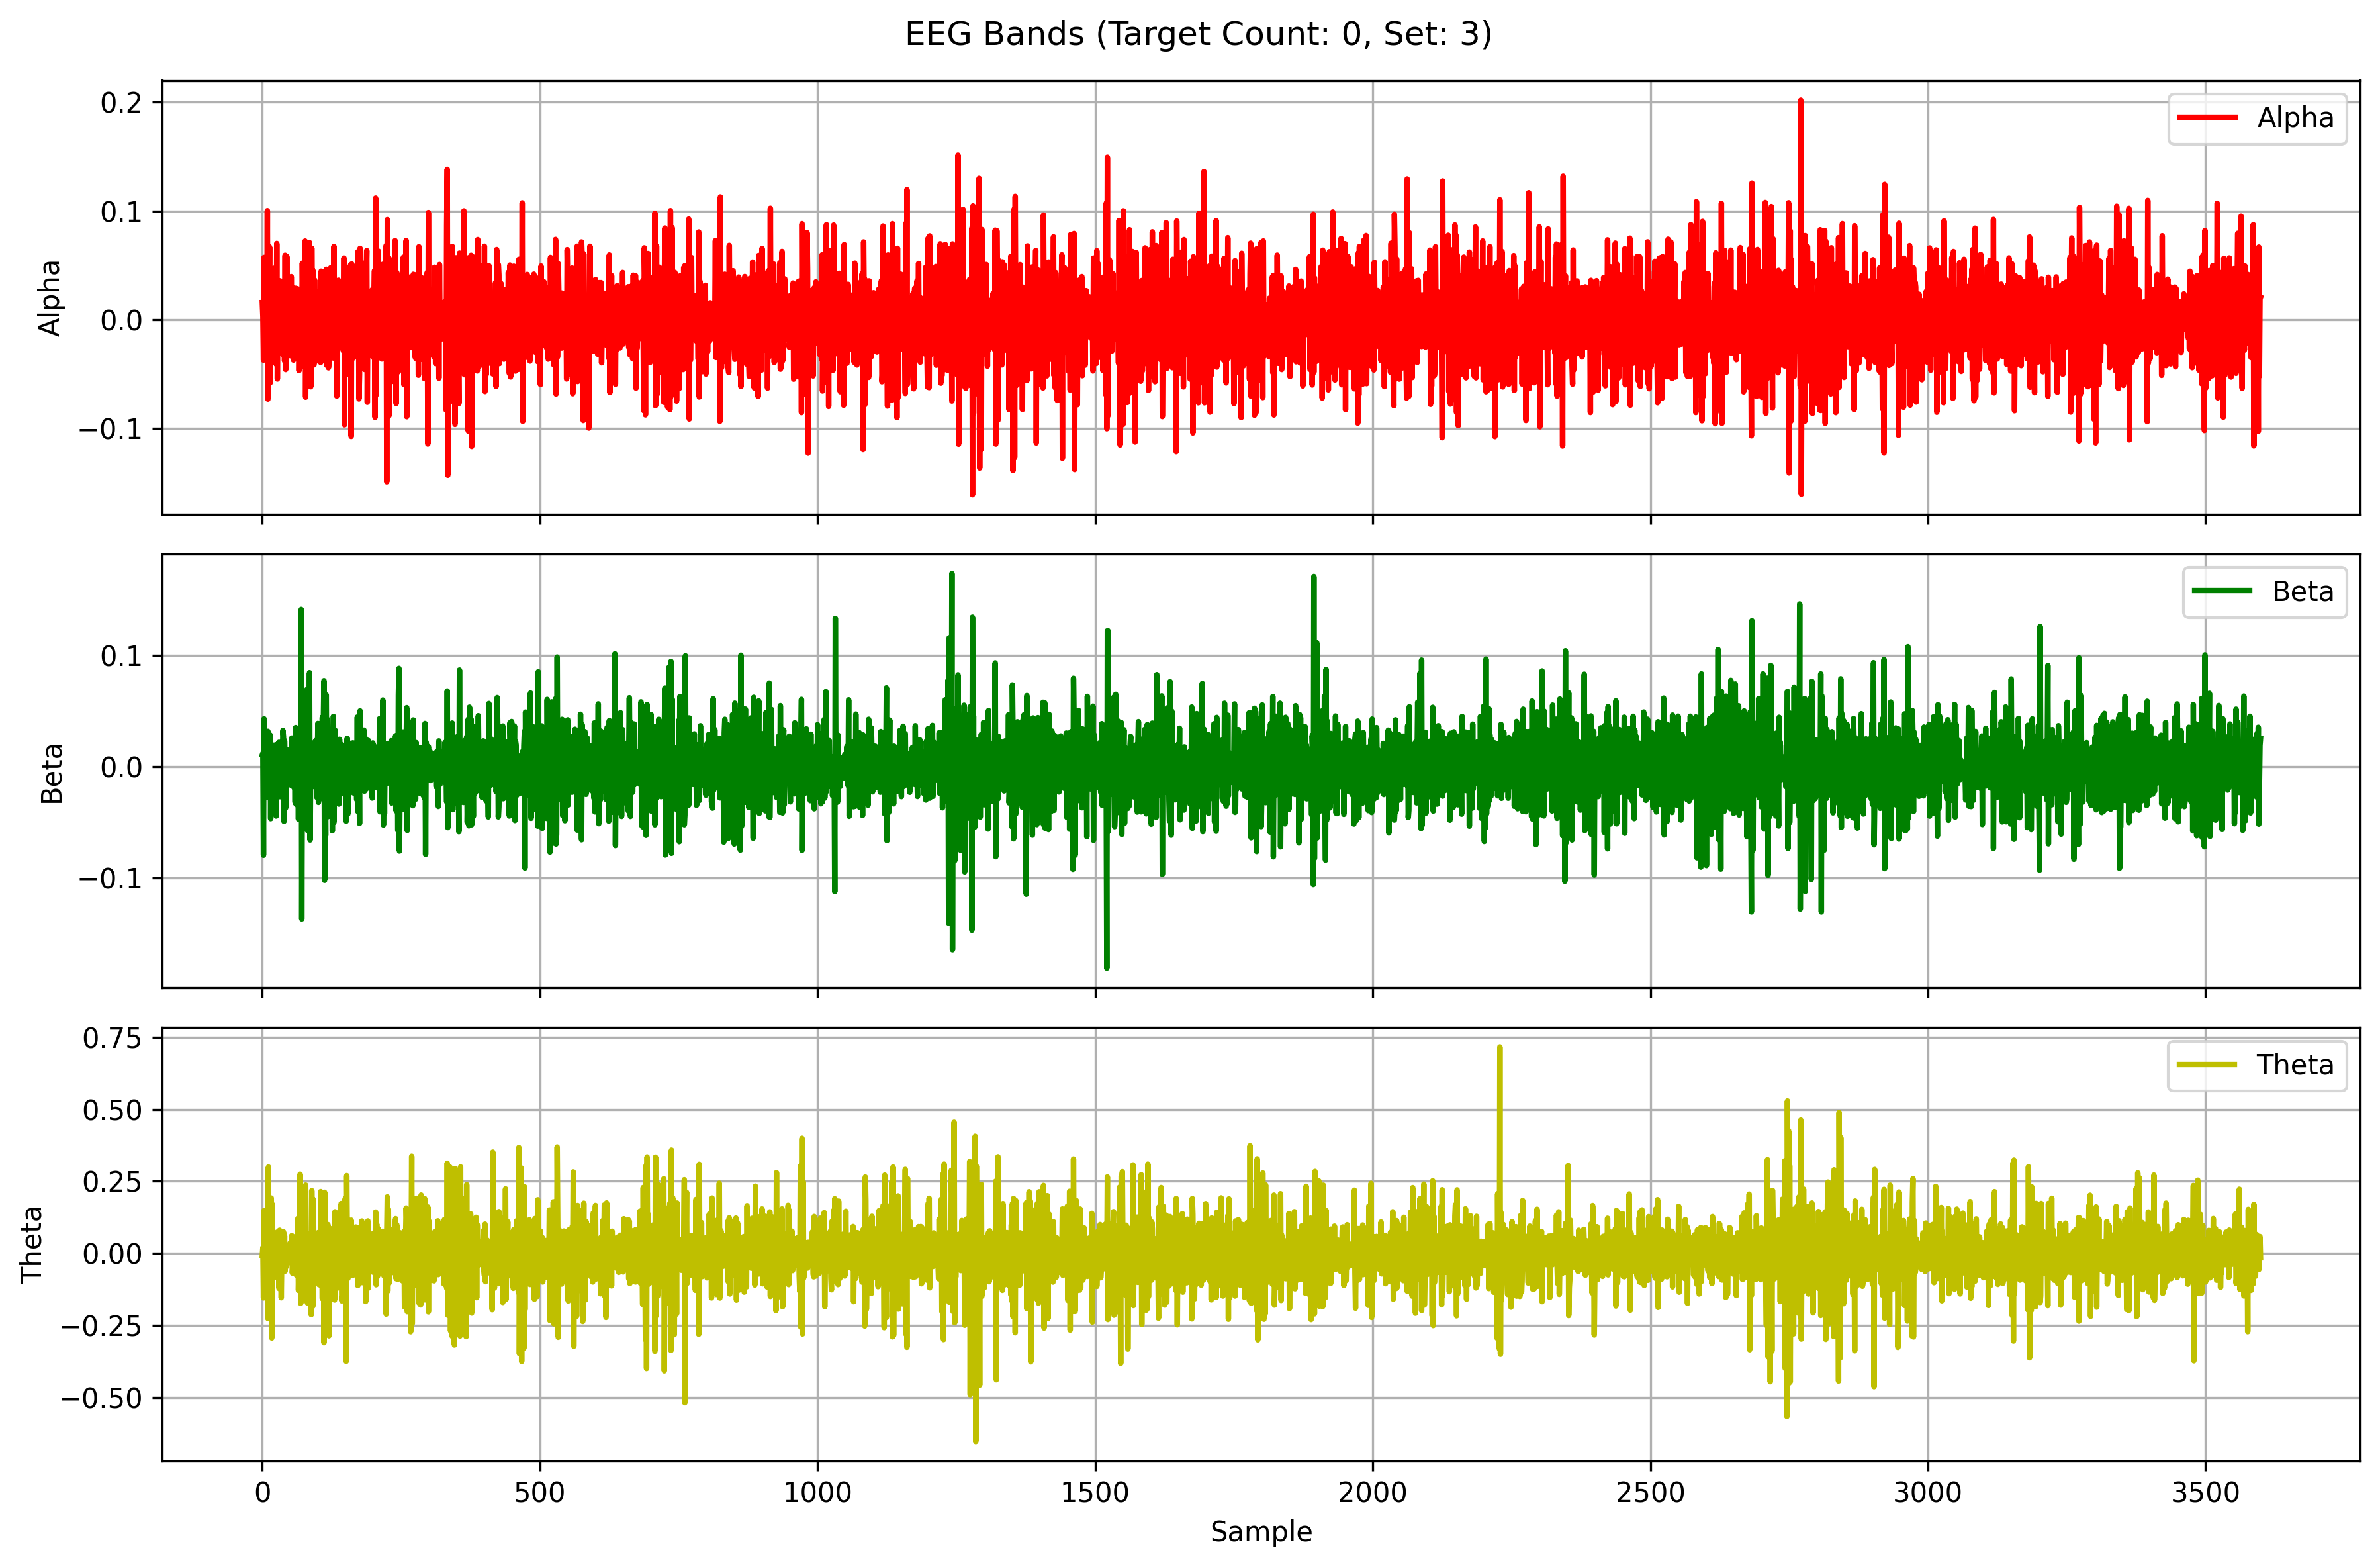 EEG Bands (Target Count: 0, Set: 3)
0.2
0.1
0.0
−0.1
Alpha
Alpha
0.1
0.0
−0.1
Beta
Beta
0.75
0.50
0.25
0.00
−0.25
−0.50
Theta
Theta
0 500 1000 1500 2000 2500 3000 3500
Sample